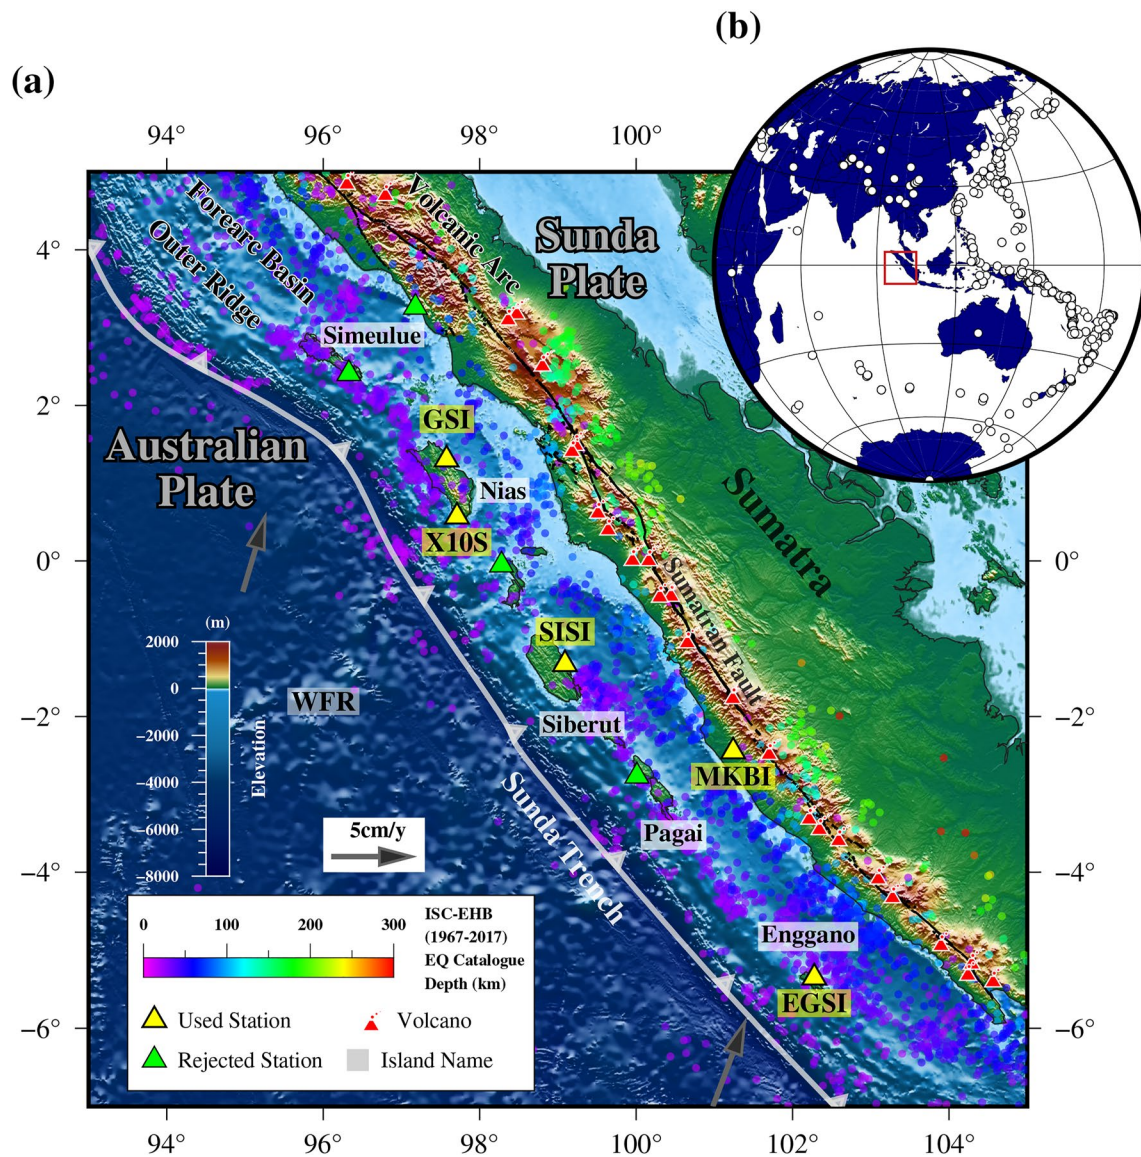 (b)
(a)
94°
96°
98°
100°
4°
2°
0°
−2°
−4°
−6°
0°
−2°
−4°
−6°
94°
96°
98°
100°
102°
104°
Forearc Basin
Outer Ridge
Volcanic Arc
Sunda
Plate
Simeulue
GSI
Australian
Plate
Nias
X10S
Sumatra
Sumatran Fault
SISI
WFR
Siberut
MKBI
Pagai
Sunda Trench
Enggano
EGSI
(m)
2000
0
−2000
−4000
−6000
−8000
Elevation
5cm/y
0
100
200
300
ISC-EHB
(1967-2017)
EQ Catalogue
Depth (km)
Used Station
Volcano
Rejected Station
Island Name